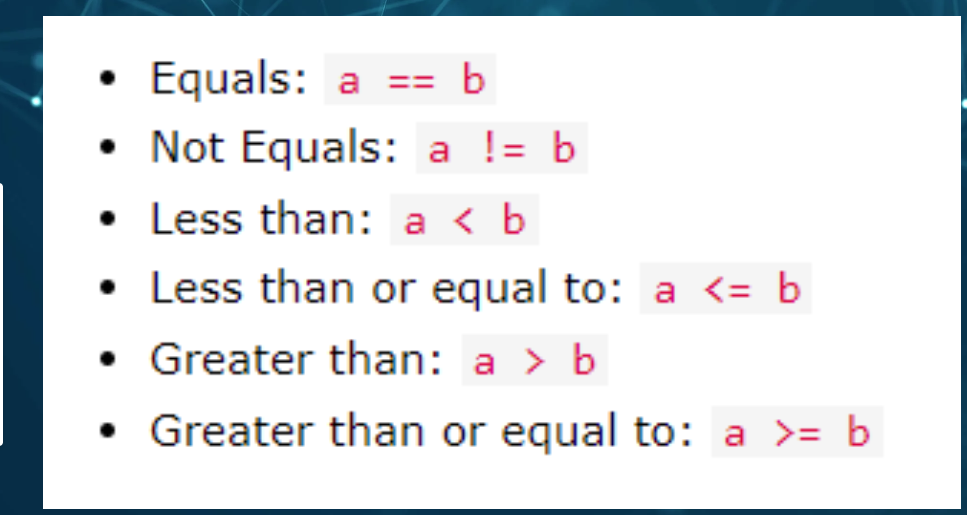 • Equals: a == b
• Not Equals: a != b
• Less than: a < b
• Less than or equal to: a <= b
• Greater than: a > b
• Greater than or equal to: a >= b